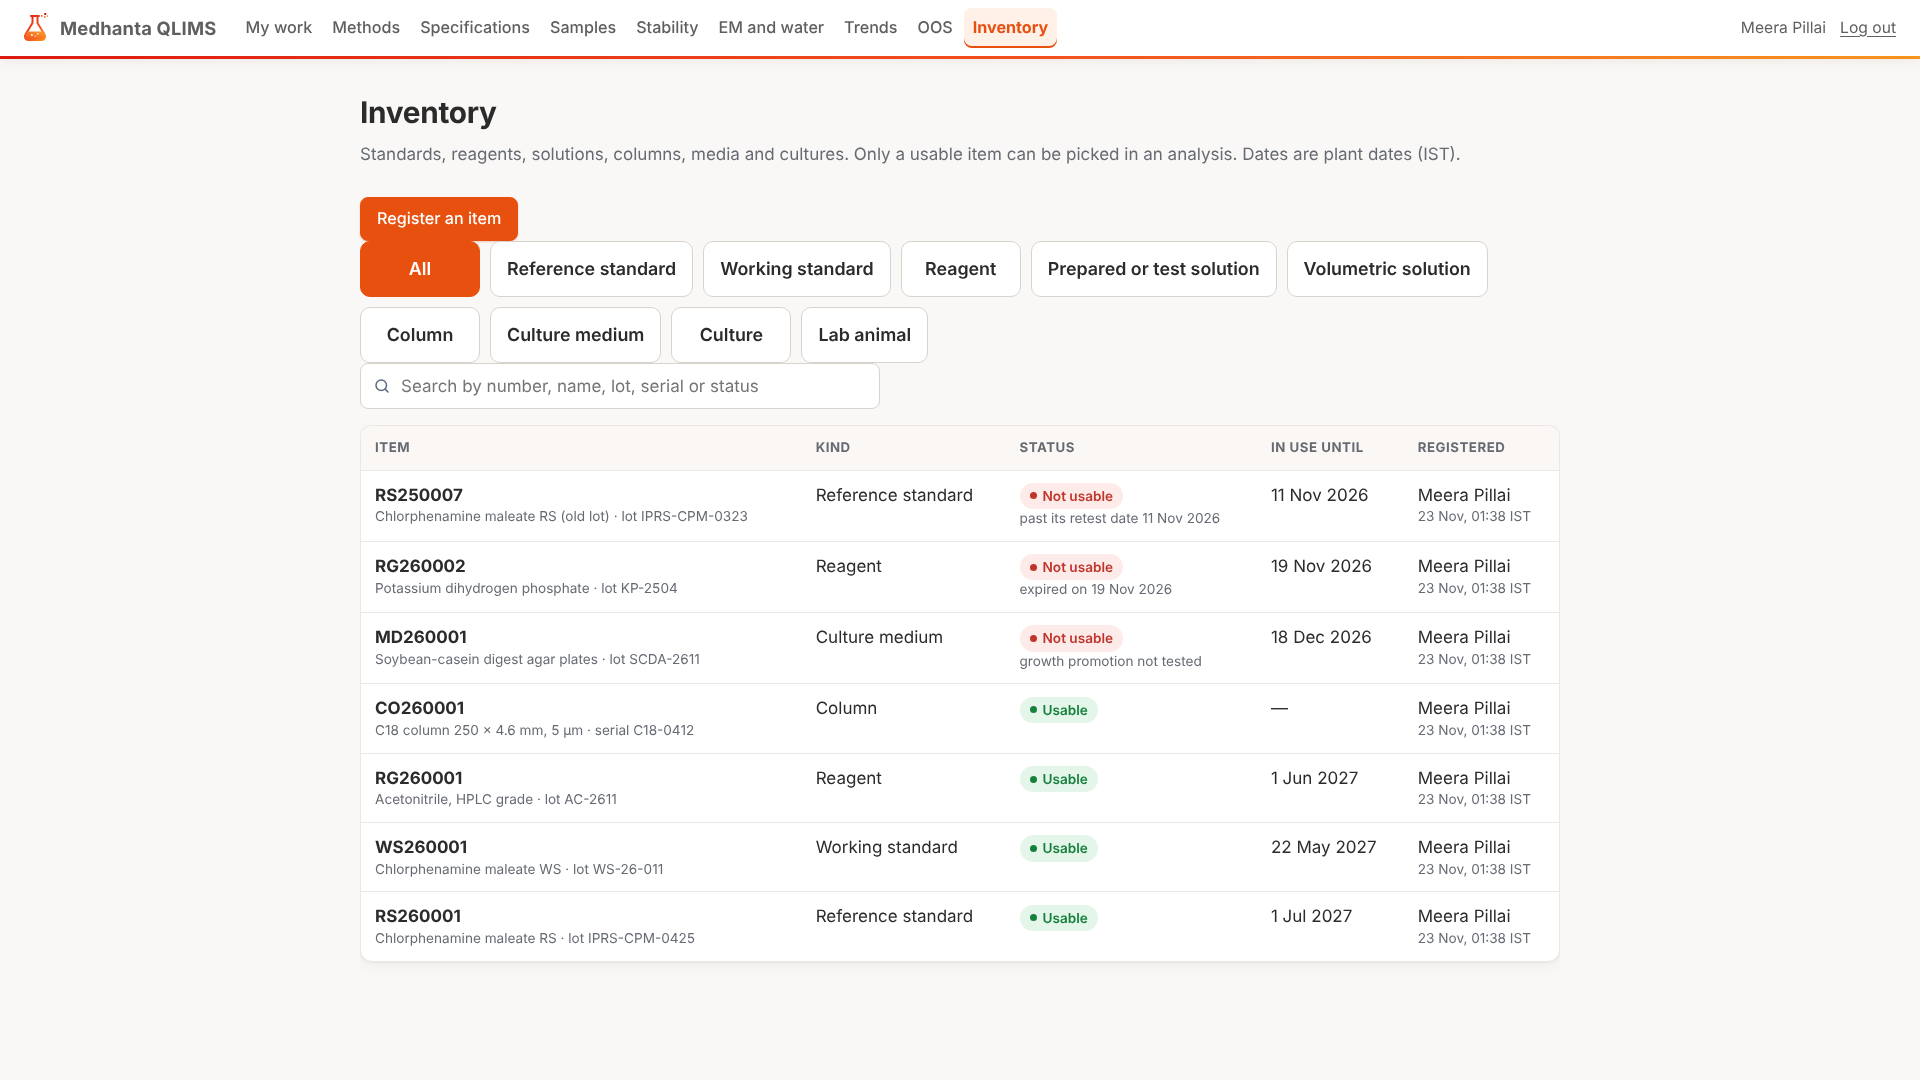 Medhanta QLIMS My work Methods Specifications Samples Stability EM and water Trends OOS Inventory Meera Pillai Log out
Inventory
Standards, reagents, solutions, columns, media and cultures. Only a usable item can be picked in an analysis. Dates are plant dates (IST).
Register an item
All Reference standard Working standard Reagent Prepared or test solution Volumetric solution
Column Culture medium Culture Lab animal
Search by number, name, lot, serial or status
ITEM KIND STATUS IN USE UNTIL REGISTERED
RS250007 Reference standard Not usable 11 Nov 2026 Meera Pillai
Chlorphenamine maleate RS (old lot) · lot IPRS-CPM-0323 past its retest date 11 Nov 2026 23 Nov, 01:38 IST
RG260002 Reagent Not usable 19 Nov 2026 Meera Pillai
Potassium dihydrogen phosphate · lot KP-2504 expired on 19 Nov 2026 23 Nov, 01:38 IST
MD260001 Culture medium Not usable 18 Dec 2026 Meera Pillai
Soybean-casein digest agar plates · lot SCDA-2611 growth promotion not tested 23 Nov, 01:38 IST
CO260001 Column Usable — Meera Pillai
C18 column 250 × 4.6 mm, 5 µm · serial C18-0412 23 Nov, 01:38 IST
RG260001 Reagent Usable 1 Jun 2027 Meera Pillai
Acetonitrile, HPLC grade · lot AC-2611 23 Nov, 01:38 IST
WS260001 Working standard Usable 22 May 2027 Meera Pillai
Chlorphenamine maleate WS · lot WS-26-011 23 Nov, 01:38 IST
RS260001 Reference standard Usable 1 Jul 2027 Meera Pillai
Chlorphenamine maleate RS · lot IPRS-CPM-0425 23 Nov, 01:38 IST